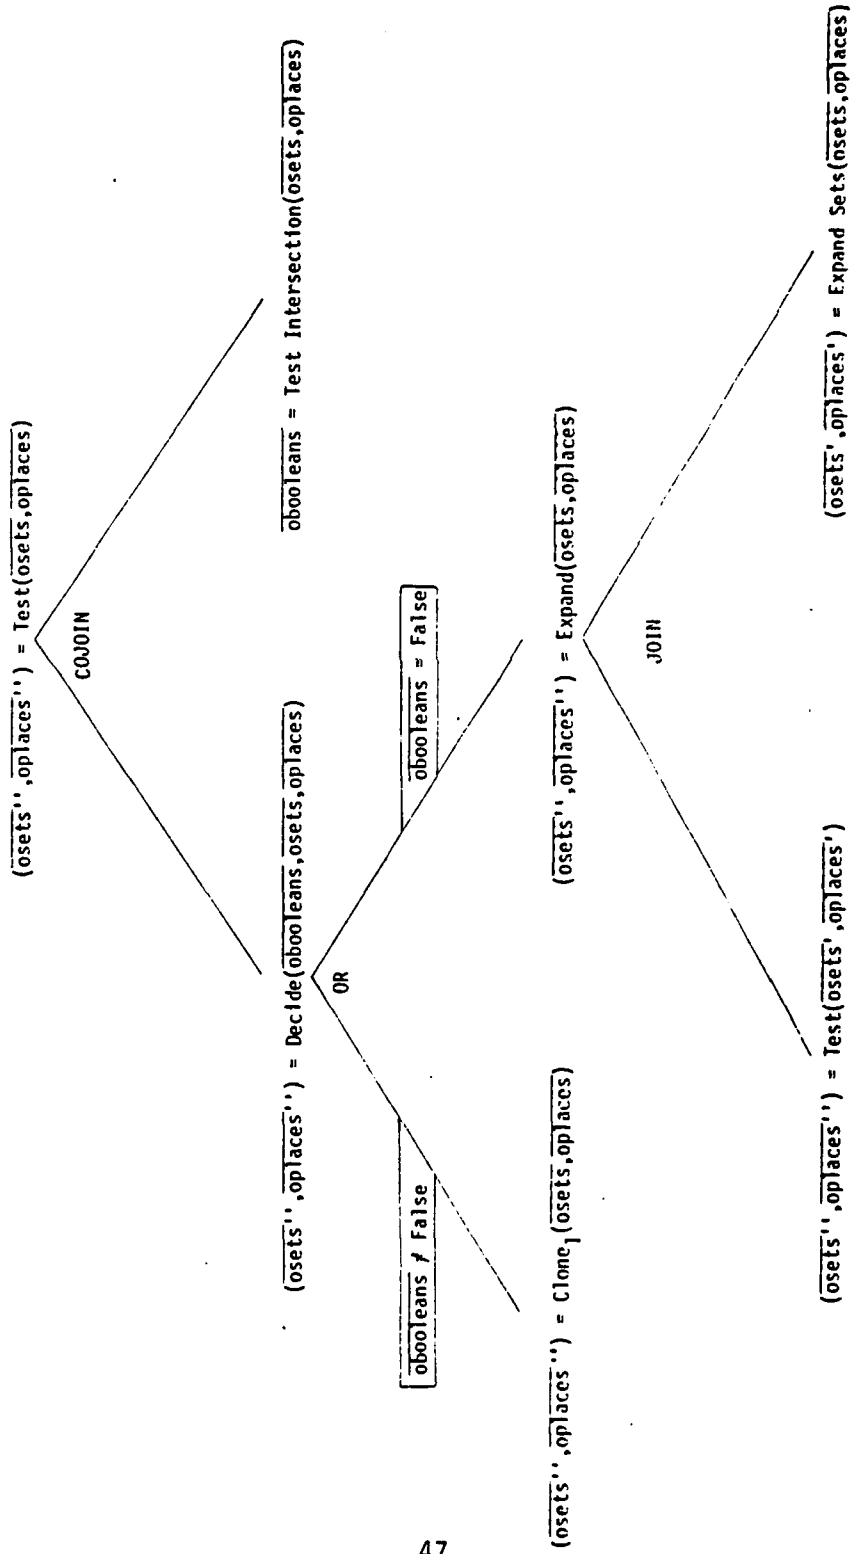 (osets'',oplaces'') = Test(osets,oplaces)
COJOIN
(osets'',oplaces'') = Decide(obooleans,osets,oplaces)
obooleans = Test Intersection(osets,oplaces)
OR
obooleans ≠ False
obooleans = False
(osets'',oplaces'') = Clone1(osets,oplaces)
(osets'',oplaces'') = Expand(osets,oplaces)
JOIN
(osets'',oplaces'') = Test(osets',oplaces')
(osets',oplaces') = Expand Sets(osets,oplaces)
47